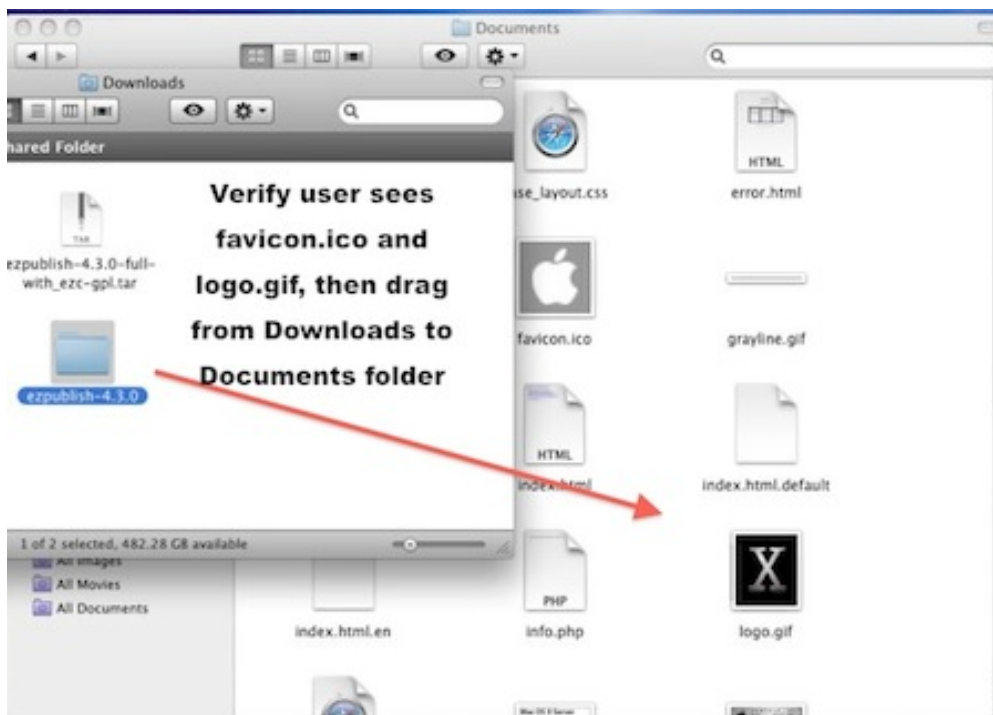 Documents
Downloads
hared Folder
TAR
ezpublish-4.3.0-full-
with_ezc-gpl.tar
ezpublish-4.3.0
Verify user sees
favicon.ico and
logo.gif, then drag
from Downloads to
Documents folder
1 of 2 selected, 482.28 GB available
se_layout.css
HTML
error.html
favicon.ico
grayline.gif
HTML
index.html
index.html.default
All Images
All Movies
All Documents
index.html.en
PHP
info.php
X
logo.gif